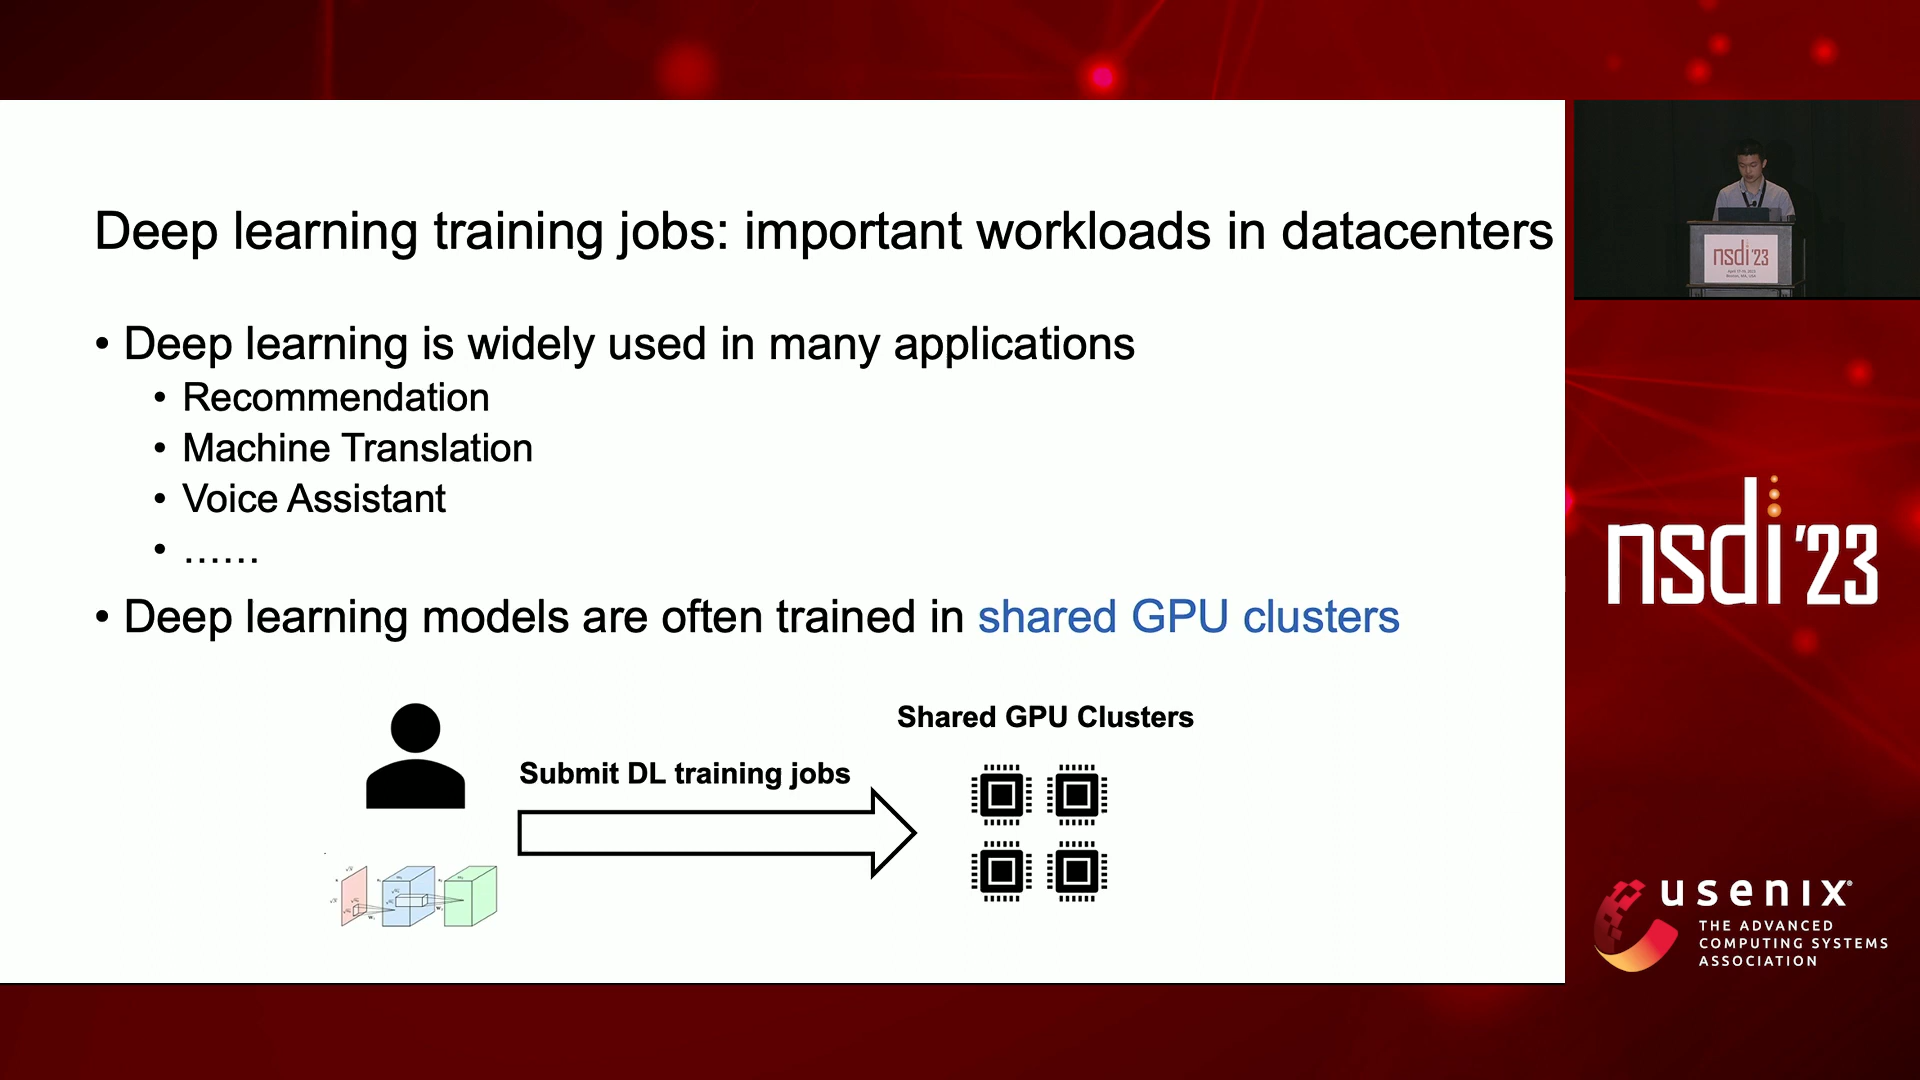 Deep learning training jobs: important workloads in datacenters
• Deep learning is widely used in many applications
• Recommendation
• Machine Translation
• Voice Assistant
• ......
• Deep learning models are often trained in shared GPU clusters
Shared GPU Clusters
Submit DL training jobs
nsdi '23
nsdi '23
usenix
THE ADVANCED
COMPUTING SYSTEMS
ASSOCIATION